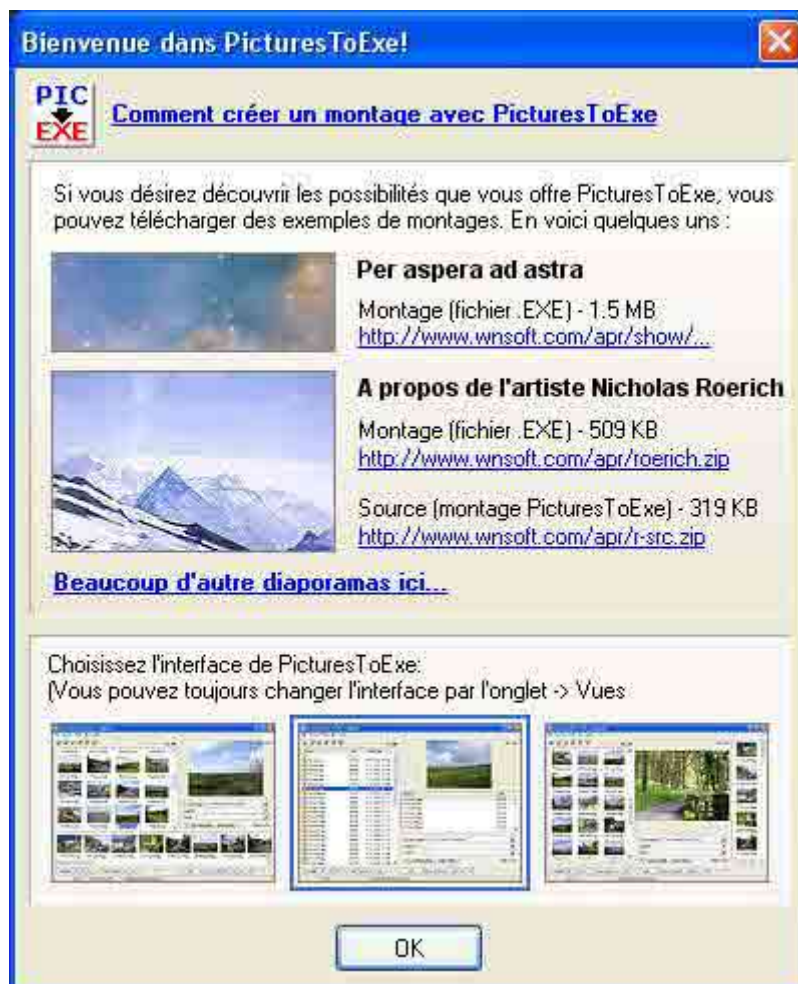 Bienvenue dans PicturesToExe!
PIC
EXE
Comment créer un montage avec PicturesToExe
Si vous désirez découvrir les possibilités que vous offre PicturesToExe, vous
pouvez télécharger des exemples de montages. En voici quelques uns :
Per aspera ad astra
Montage (fichier .EXE) - 1.5 MB
http://www.wnsoft.com/apr/show/...
A propos de l'artiste Nicholas Roerich
Montage (fichier .EXE) - 509 KB
http://www.wnsoft.com/apr/roerich.zip
Source (montage PicturesToExe) - 319 KB
http://www.wnsoft.com/apr/r-src.zip
Beaucoup d'autre diaporamas ici...
Choisissez l'interface de PicturesToExe:
(Vous pouvez toujours changer l'interface par l'onglet -> Vues
OK